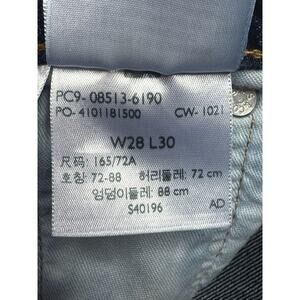 PC9- 08513-6190
PO- 4101181500 CW- 1021
W28 L30
尺码: 165/72A
호칭: 72-88 허리둘레: 72 cm
엉덩이둘레: 88 cm
S40196
AD